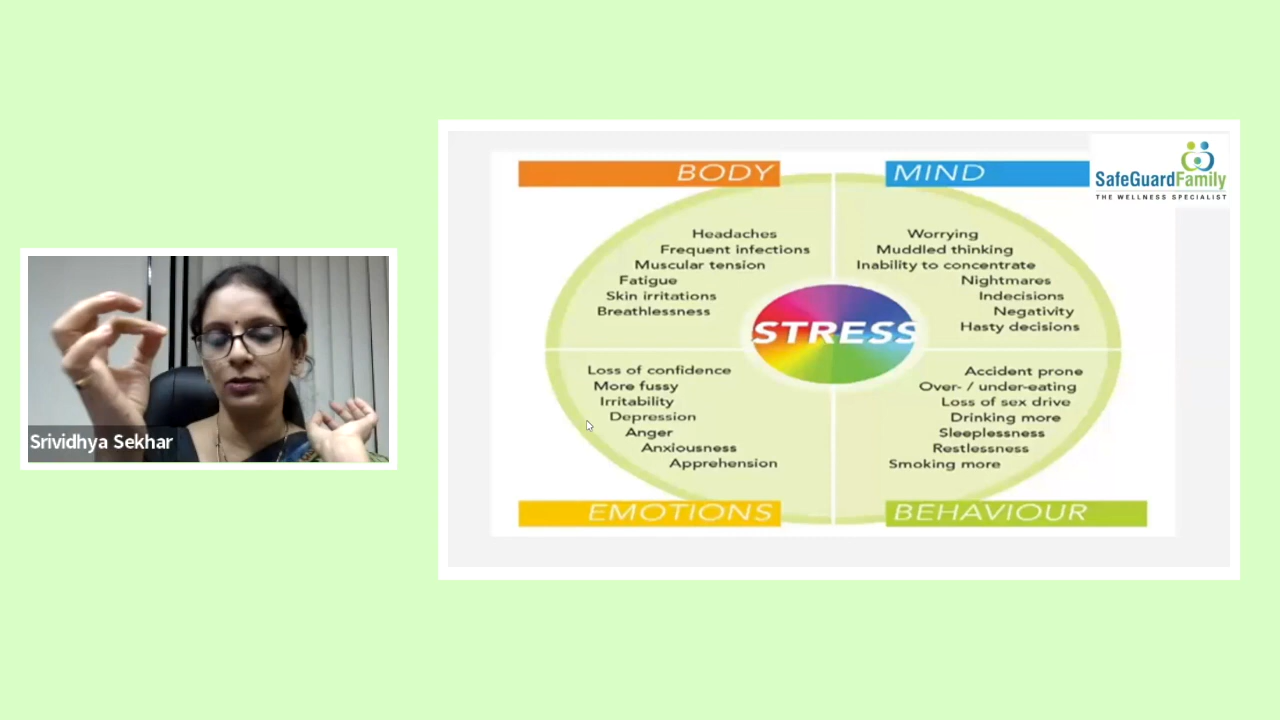 BODY
MIND
SafeGuardFamily
THE WELLNESS SPECIALIST
Headaches
Frequent infections
Muscular tension
Fatigue
Skin irritations
Breathlessness
Worrying
Muddled thinking
Inability to concentrate
Nightmares
Indecisions
Negativity
Hasty decisions
STRESS
Loss of confidence
More fussy
Irritability
Depression
Anger
Anxiousness
Apprehension
Accident prone
Over- / under-eating
Loss of sex drive
Drinking more
Sleeplessness
Restlessness
Smoking more
EMOTIONS
BEHAVIOUR
Srividhya Sekhar